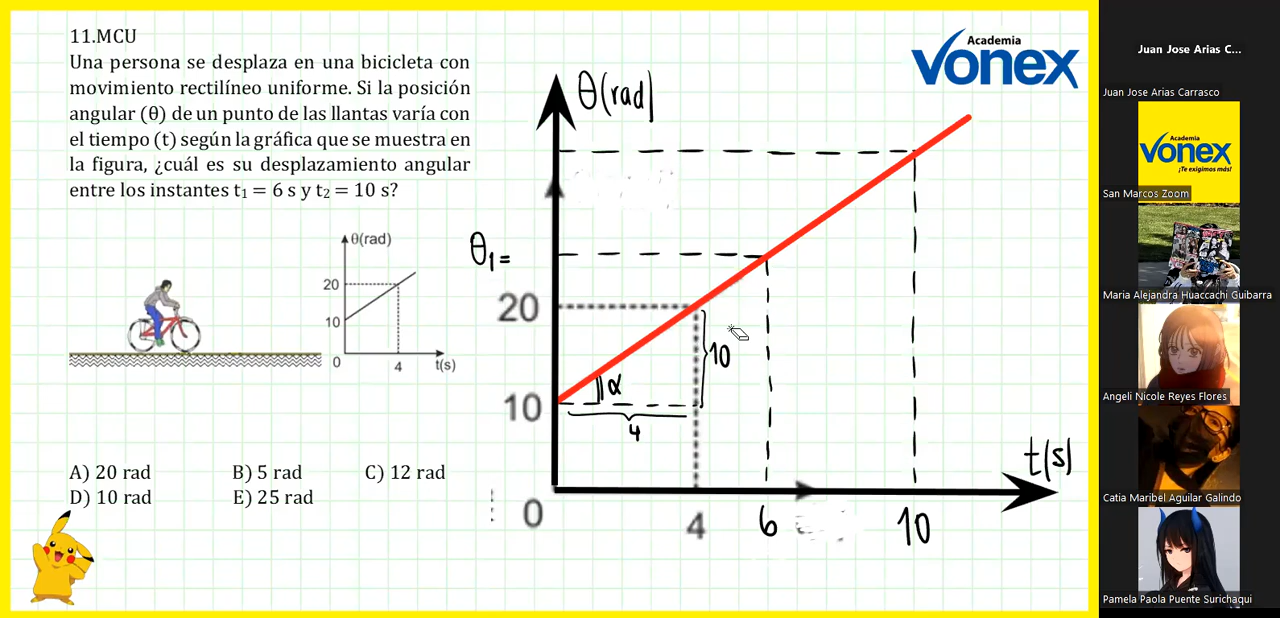 11.MCU
Una persona se desplaza en una bicicleta con
movimiento rectilíneo uniforme. Si la posición
angular (θ) de un punto de las llantas varía con
el tiempo (t) según la gráfica que se muestra en
la figura, ¿cuál es su desplazamiento angular
entre los instantes t₁ = 6 s y t₂ = 10 s?
θ(rad)
20
10
0
4
t(s)
A) 20 rad B) 5 rad C) 12 rad
D) 10 rad E) 25 rad
Academia
Vonex
θ(rad)
θ₁=
20
10
α
10
4
0
4
6
10
t(s)
Juan Jose Arias C...
Juan Jose Arias Carrasco
Academia
Vonex
¡Te exigimos más!
San Marcos Zoom
Maria Alejandra Huaccachi Guibarra
Angeli Nicole Reyes Flores
Catia Maribel Aguilar Galindo
Pamela Paola Puente Surichaqui